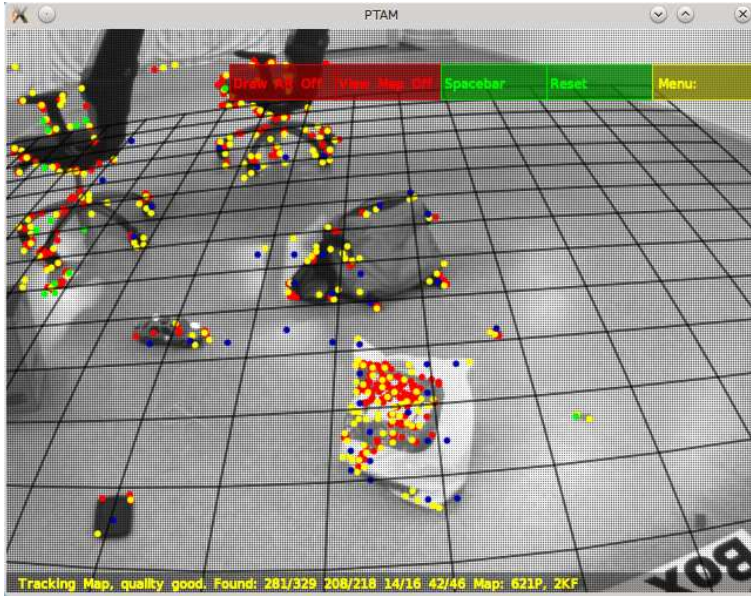 PTAM
Draw AR Off View Map Off Spacebar Reset Menu:
Tracking Map, quality good. Found: 281/329 208/218 14/16 42/46 Map: 621P, 2KF
Box